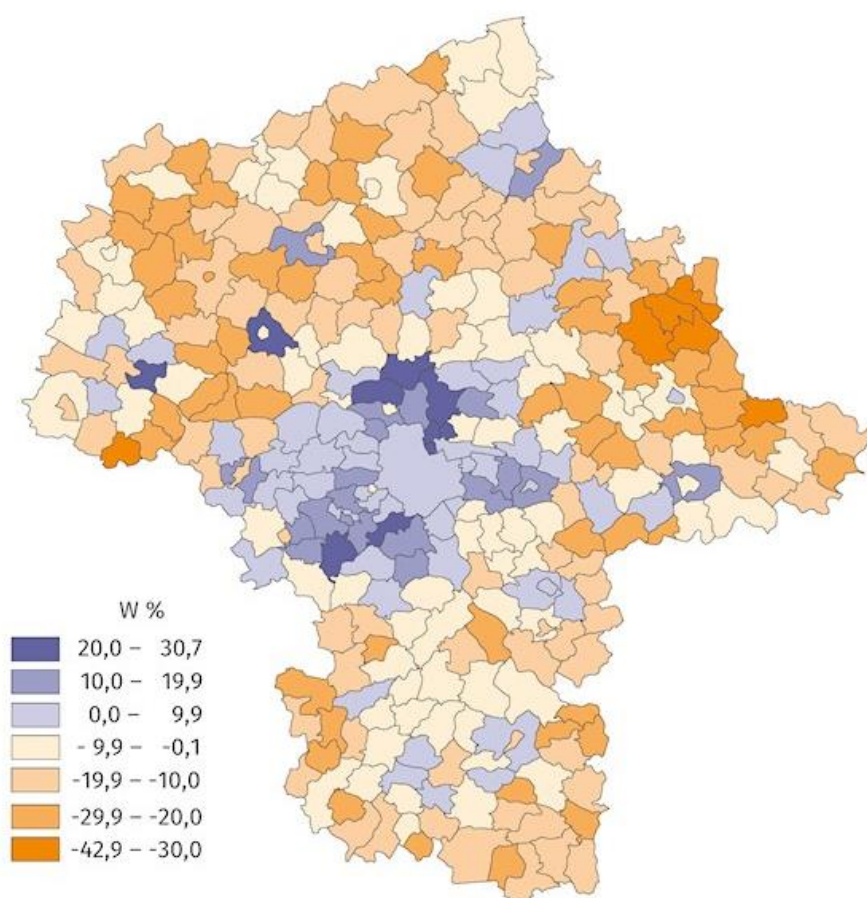 W %
20,0 – 30,7
10,0 – 19,9
0,0 – 9,9
- 9,9 – -0,1
-19,9 – -10,0
-29,9 – -20,0
-42,9 – -30,0